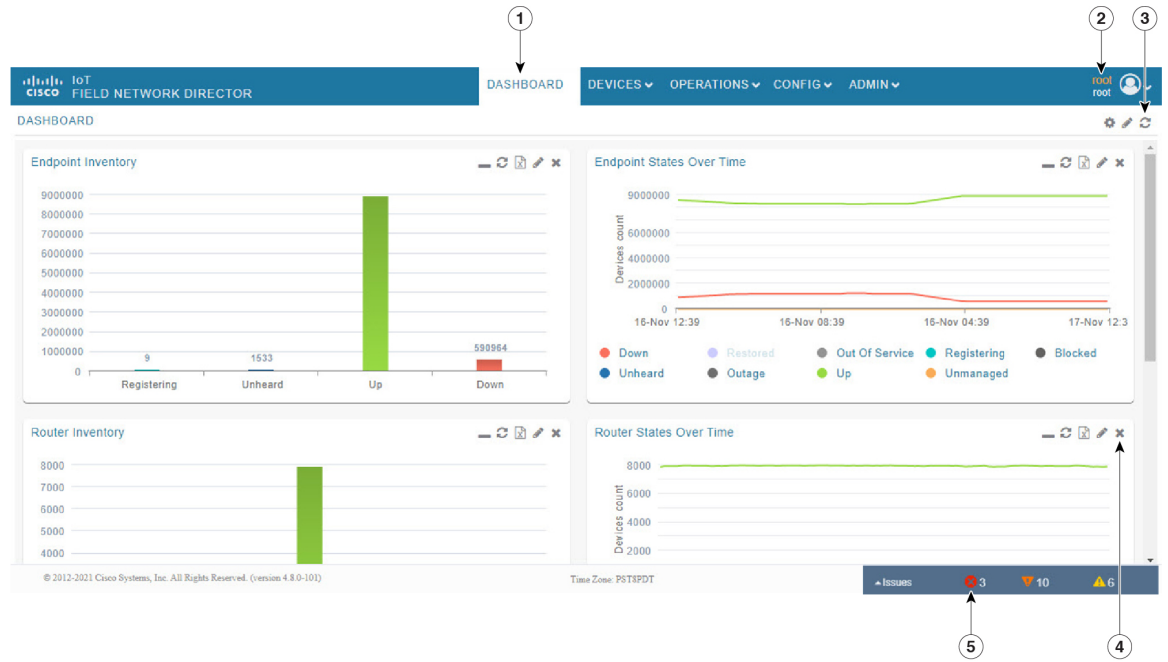 1 2 3
CISCO IoT
FIELD NETWORK DIRECTOR
DASHBOARD DEVICES OPERATIONS CONFIG ADMIN
root
root
DASHBOARD
Endpoint Inventory
9000000
8000000
7000000
6000000
5000000
4000000
3000000
2000000
1000000
0
9 1533 590964
Registering Unheard Up Down
Endpoint States Over Time
Devices count
9000000
6000000
4000000
2000000
0
16-Nov 12:39 16-Nov 08:39 16-Nov 04:39 17-Nov 12:3
Down Restored Out Of Service Registering Blocked
Unheard Outage Up Unmanaged
Router Inventory
8000
7000
6000
5000
4000
Router States Over Time
Devices count
8000
6000
4000
2000
© 2012-2021 Cisco Systems, Inc. All Rights Reserved. (version 4.8.0-101)
Time Zone: PST8PDT
Issues 3 10 6
5 4